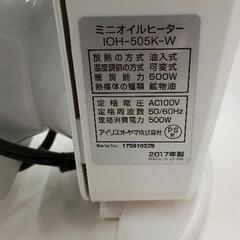 ミニオイルヒーター
IOH-505K-W
放熱の方式 油入式
温度調節の方式 可変式
暖房能力 500W
熱媒体の種類 鉱物油
定格電圧 AC100V
定格周波数 50/60Hz
定格消費電力 500W
アイリスオーヤマ株式会社
PS
E
Serial No 170810329
2017年製
MADE IN CHINA